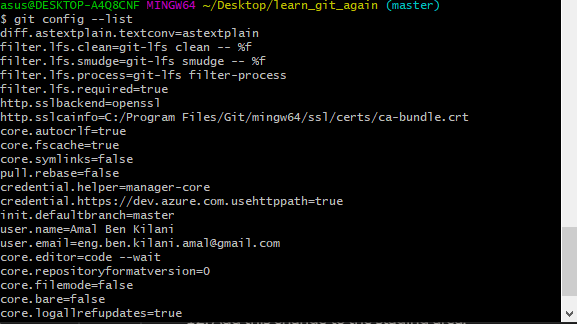 asus@DESKTOP-A4Q8CNF MINGW64 ~/Desktop/learn_git_again (master)
$ git config --list
diff.astextplain.textconv=astextplain
filter.lfs.clean=git-lfs clean -- %f
filter.lfs.smudge=git-lfs smudge -- %f
filter.lfs.process=git-lfs filter-process
filter.lfs.required=true
http.sslbackend=openssl
http.sslcainfo=C:/Program Files/Git/mingw64/ssl/certs/ca-bundle.crt
core.autocrlf=true
core.fscache=true
core.symlinks=false
pull.rebase=false
credential.helper=manager-core
credential.https://dev.azure.com.usehttppath=true
init.defaultbranch=master
user.name=Amal Ben Kilani
user.email=eng.ben.kilani.amal@gmail.com
core.editor=code --wait
core.repositoryformatversion=0
core.filemode=false
core.bare=false
core.logallrefupdates=true